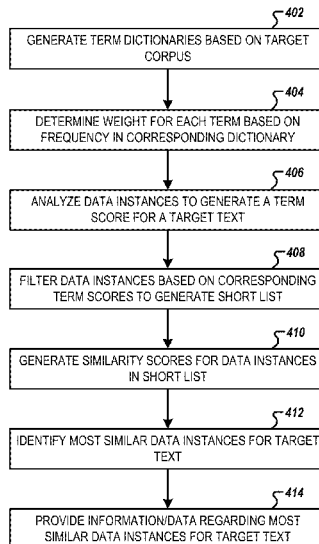 402
GENERATE TERM DICTIONARIES BASED ON TARGET
CORPUS
404
DETERMINE WEIGHT FOR EACH TERM BASED ON
FREQUENCY IN CORRESPONDING DICTIONARY
406
ANALYZE DATA INSTANCES TO GENERATE A TERM
SCORE FOR A TARGET TEXT
408
FILTER DATA INSTANCES BASED ON CORRESPONDING
TERM SCORES TO GENERATE SHORT LIST
410
GENERATE SIMILARITY SCORES FOR DATA INSTANCES
IN SHORT LIST
412
IDENTIFY MOST SIMILAR DATA INSTANCES FOR TARGET
TEXT
414
PROVIDE INFORMATION/DATA REGARDING MOST
SIMILAR DATA INSTANCES FOR TARGET TEXT